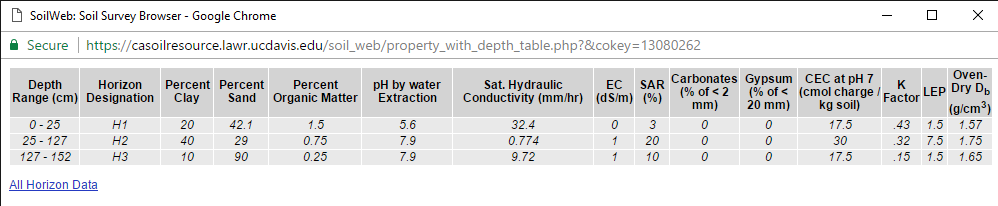 SoilWeb: Soil Survey Browser - Google Chrome
Secure https://casoilresource.lawr.ucdavis.edu/soil_web/property_with_depth_table.php?&cokey=13080262
Depth Range (cm) Horizon Designation Percent Clay Percent Sand Percent Organic Matter pH by water Extraction Sat. Hydraulic Conductivity (mm/hr) EC (dS/m) SAR (%) Carbonates (% of < 2 mm) Gypsum (% of < 20 mm) CEC at pH 7 (cmol charge / kg soil) K Factor LEP Oven-Dry Db (g/cm3)
0 - 25 H1 20 42.1 1.5 5.6 32.4 0 3 0 0 17.5 .43 1.5 1.57
25 - 127 H2 40 29 0.75 7.9 0.774 1 20 0 0 30 .32 7.5 1.75
127 - 152 H3 10 90 0.25 7.9 9.72 1 10 0 0 17.5 .15 1.5 1.65
All Horizon Data